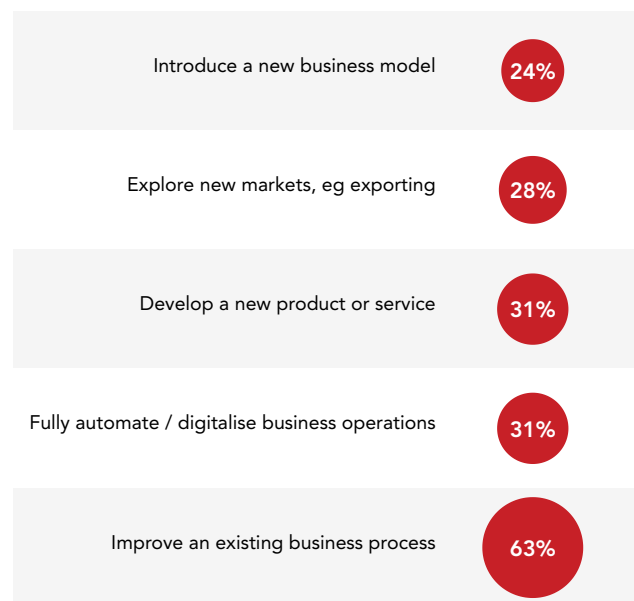 Introduce a new business model 24%
Explore new markets, eg exporting 28%
Develop a new product or service 31%
Fully automate / digitalise business operations 31%
Improve an existing business process 63%